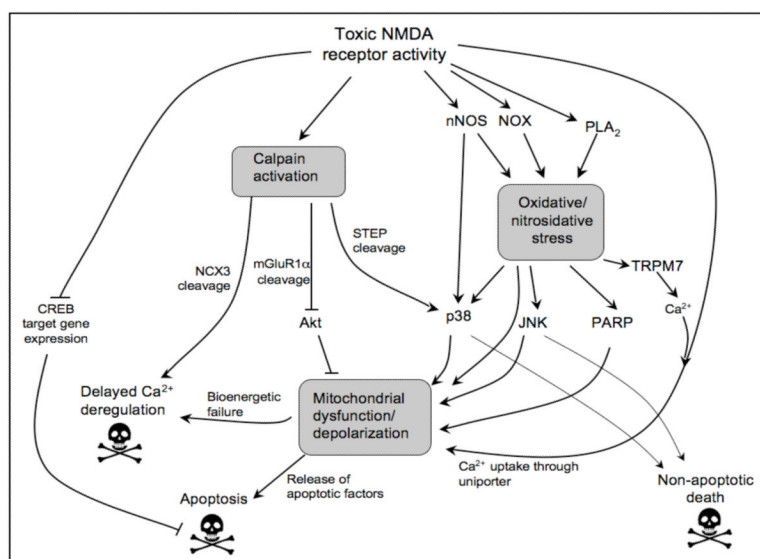 Toxic NMDA
receptor activity
nNOS NOX
PLA₂
Calpain
activation
Oxidative/
nitrosidative
stress
STEP
cleavage
NCX3
cleavage
mGluR1α
cleavage
TRPM7
Ca²⁺
CREB
target gene
expression
Akt
p38
JNK
PARP
Delayed Ca²⁺
deregulation
Bioenergetic
failure
Mitochondrial
dysfunction/
depolarization
Ca²⁺ uptake through
uniporter
Release of
apoptotic factors
Apoptosis
Non-apoptotic
death